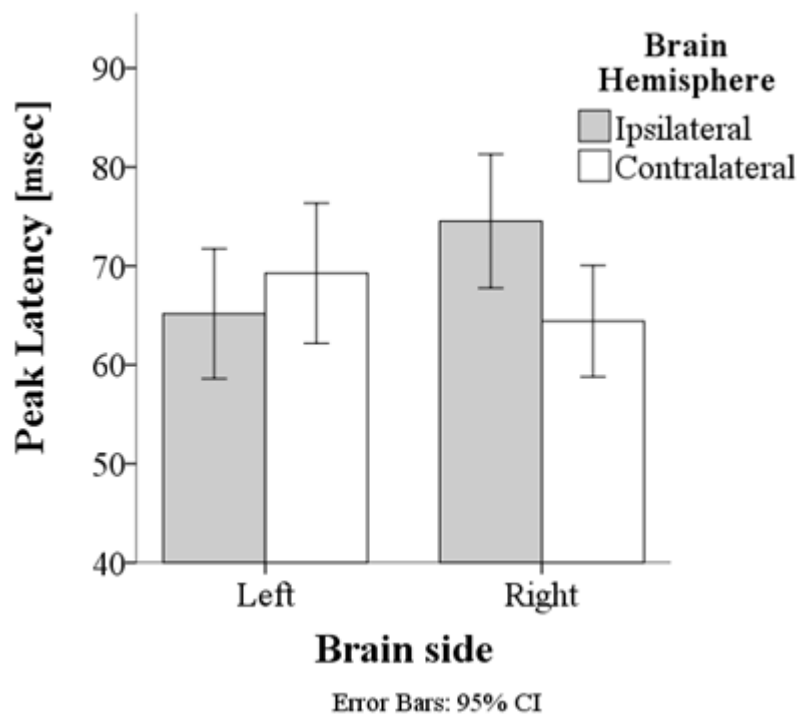 Peak Latency [msec]
90
80
70
60
50
40
Brain
Hemisphere
Ipsilateral
Contralateral
Left
Right
Brain side
Error Bars: 95% CI